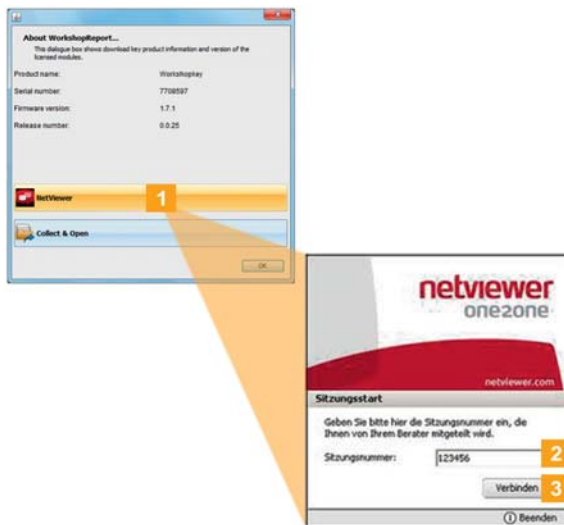 About WorkshopReport...
This dialogue box shows download key product information and version of the
licensed modules.
Product name: Workshopkey
Serial number: 7708597
Firmware version: 1.7.1
Release number: 0.0.25
NetViewer 1
Collect & Open
OK
netviewer
one2one
netviewer.com
Sitzungsstart
Geben Sie bitte hier die Sitzungsnummer ein, die
Ihnen von Ihrem Berater mitgeteilt wird.
Sitzungsnummer: 123456 2
Verbinden 3
Beenden